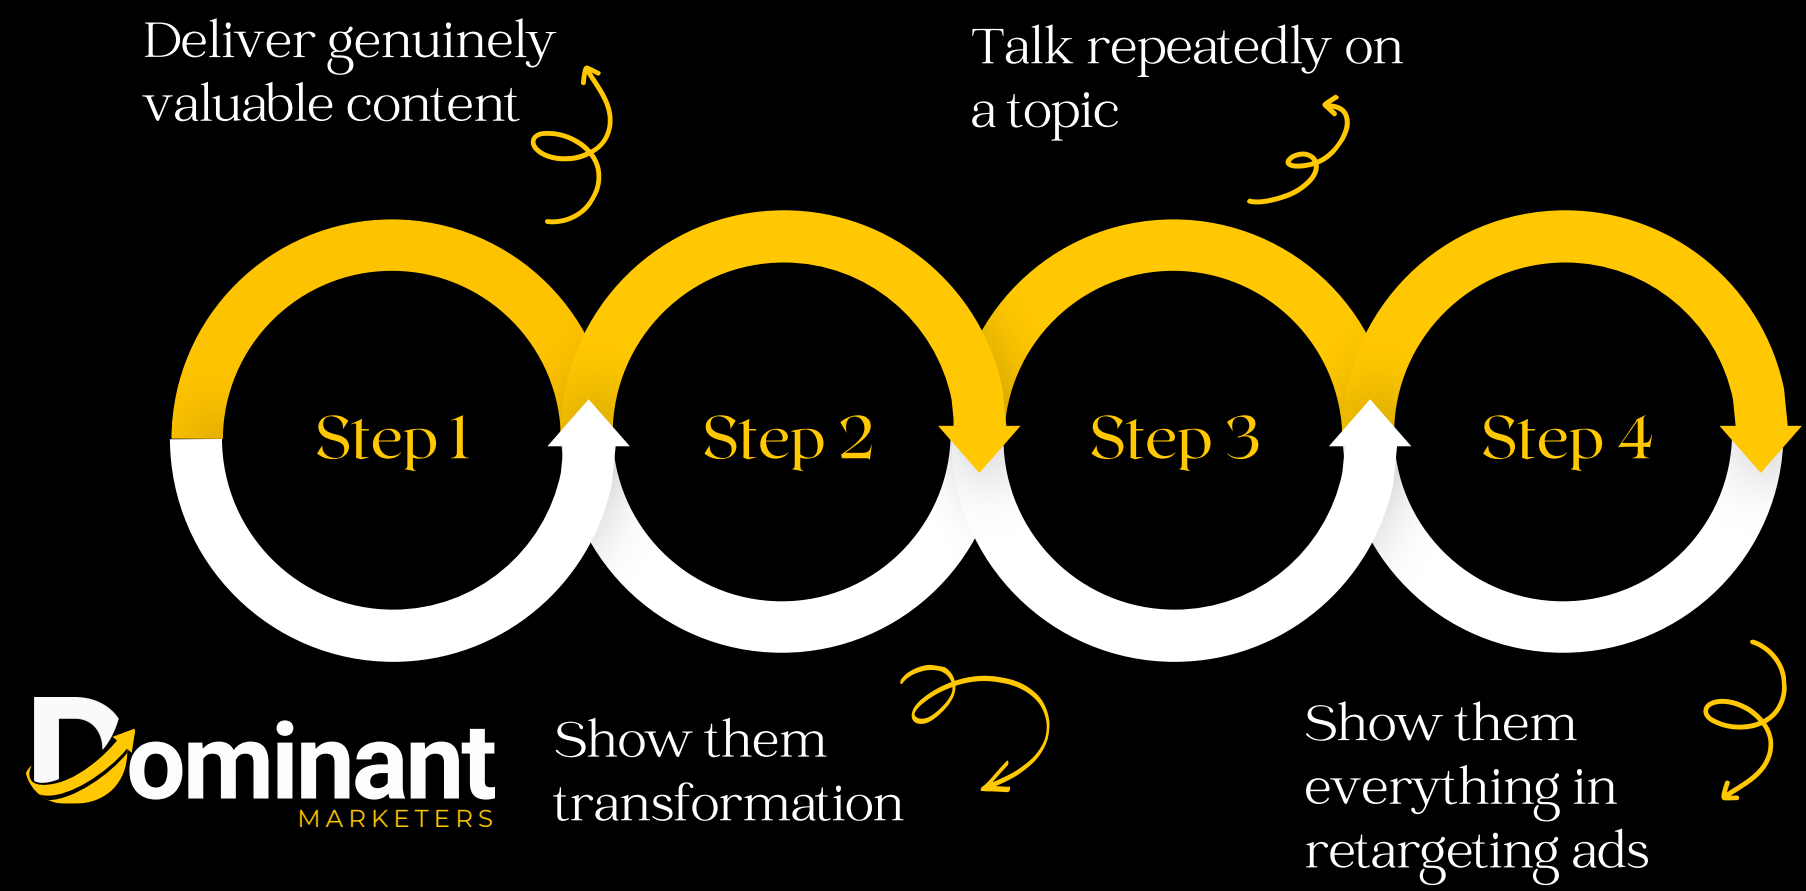 Deliver genuinely
valuable content
Talk repeatedly on
a topic
Step 1
Step 2
Step 3
Step 4
Dominant
MARKETERS
Show them
transformation
Show them
everything in
retargeting ads